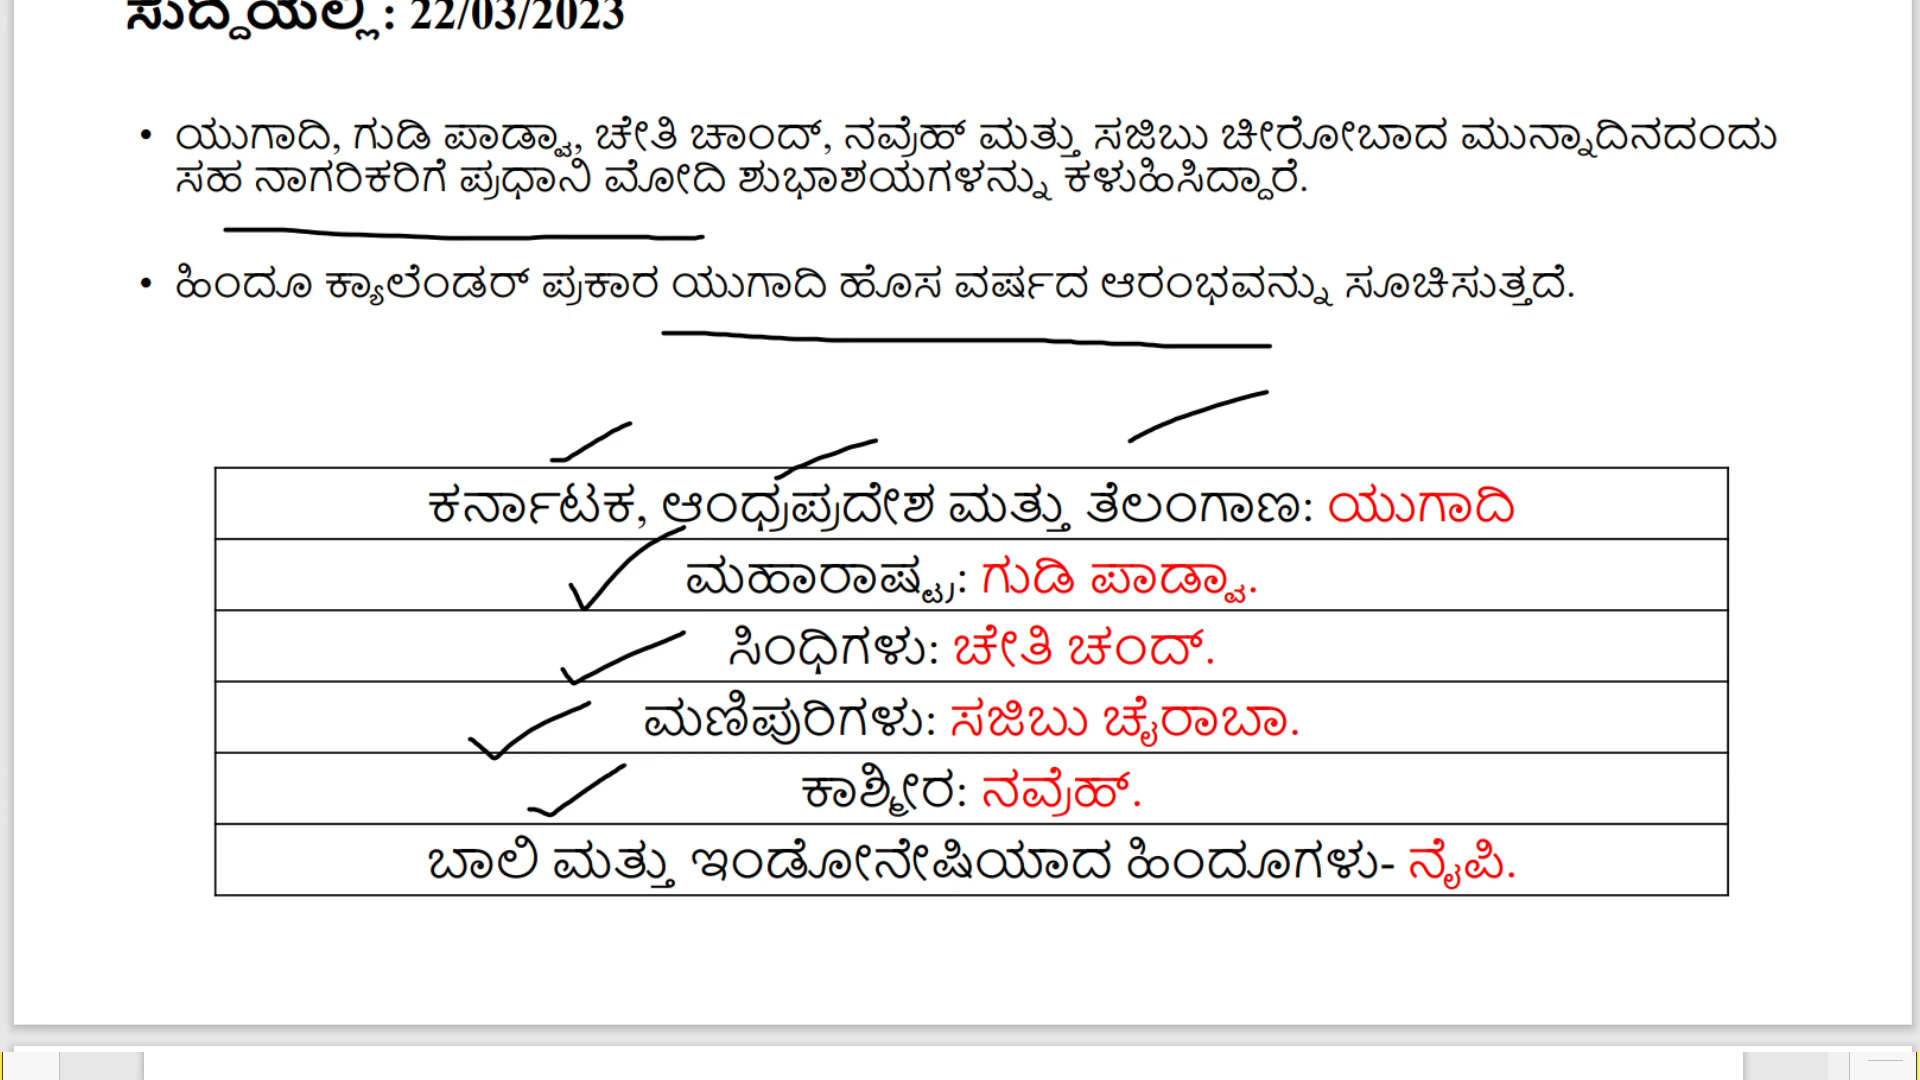 ಸುದ್ದಿಯಲ್ಲಿ: 22/03/2023
• ಯುಗಾದಿ, ಗುಡಿ ಪಾಡ್ವಾ, ಚೇತಿ ಚಾಂದ್, ನವ್ರೆಹ್ ಮತ್ತು ಸಜಿಬು ಚೀರೋಬಾದ ಮುನ್ನಾದಿನದಂದು
ಸಹ ನಾಗರಿಕರಿಗೆ ಪ್ರಧಾನಿ ಮೋದಿ ಶುಭಾಶಯಗಳನ್ನು ಕಳುಹಿಸಿದ್ದಾರೆ.
• ಹಿಂದೂ ಕ್ಯಾಲೆಂಡರ್ ಪ್ರಕಾರ ಯುಗಾದಿ ಹೊಸ ವರ್ಷದ ಆರಂಭವನ್ನು ಸೂಚಿಸುತ್ತದೆ.
ಕರ್ನಾಟಕ, ಆಂಧ್ರಪ್ರದೇಶ ಮತ್ತು ತೆಲಂಗಾಣ: ಯುಗಾದಿ
ಮಹಾರಾಷ್ಟ್ರ: ಗುಡಿ ಪಾಡ್ವಾ.
ಸಿಂಧಿಗಳು: ಚೇತಿ ಚಂದ್.
ಮಣಿಪುರಿಗಳು: ಸಜಿಬು ಚೈರಾಬಾ.
ಕಾಶ್ಮೀರ: ನವ್ರೆಹ್.
ಬಾಲಿ ಮತ್ತು ಇಂಡೋನೇಷಿಯಾದ ಹಿಂದೂಗಳು- ನೈಪಿ.